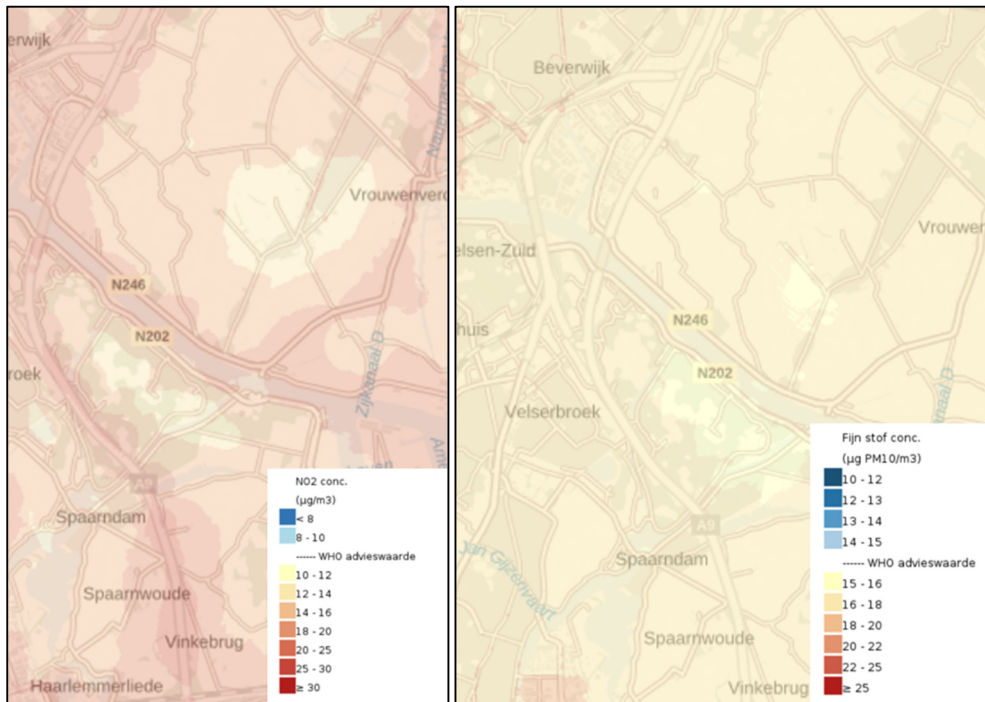 erwijk
Nauernasche
Vrouwenverd
N246
N202
roek
Zijkanaal D
A9
Spaarndam
Spaarnwoude
Vinkebrug
Haarlemmerliede
NO2 conc.
(μg/m3)
< 8
8 - 10
------ WHO advieswaarde
10 - 12
12 - 14
14 - 16
18 - 20
20 - 25
25 - 30
≥ 30
Beverwijk
elsen-Zuid
Vrouwer
N246
huis
N202
Velserbroek
A9
Spaarndam
Jan Gijzenvaart
Spaarnwoude
Vinkebrug
Fijn stof conc.
(μg PM10/m3)
10 - 12
12 - 13
13 - 14
14 - 15
------ WHO advieswaarde
15 - 16
16 - 18
18 - 20
20 - 22
22 - 25
≥ 25